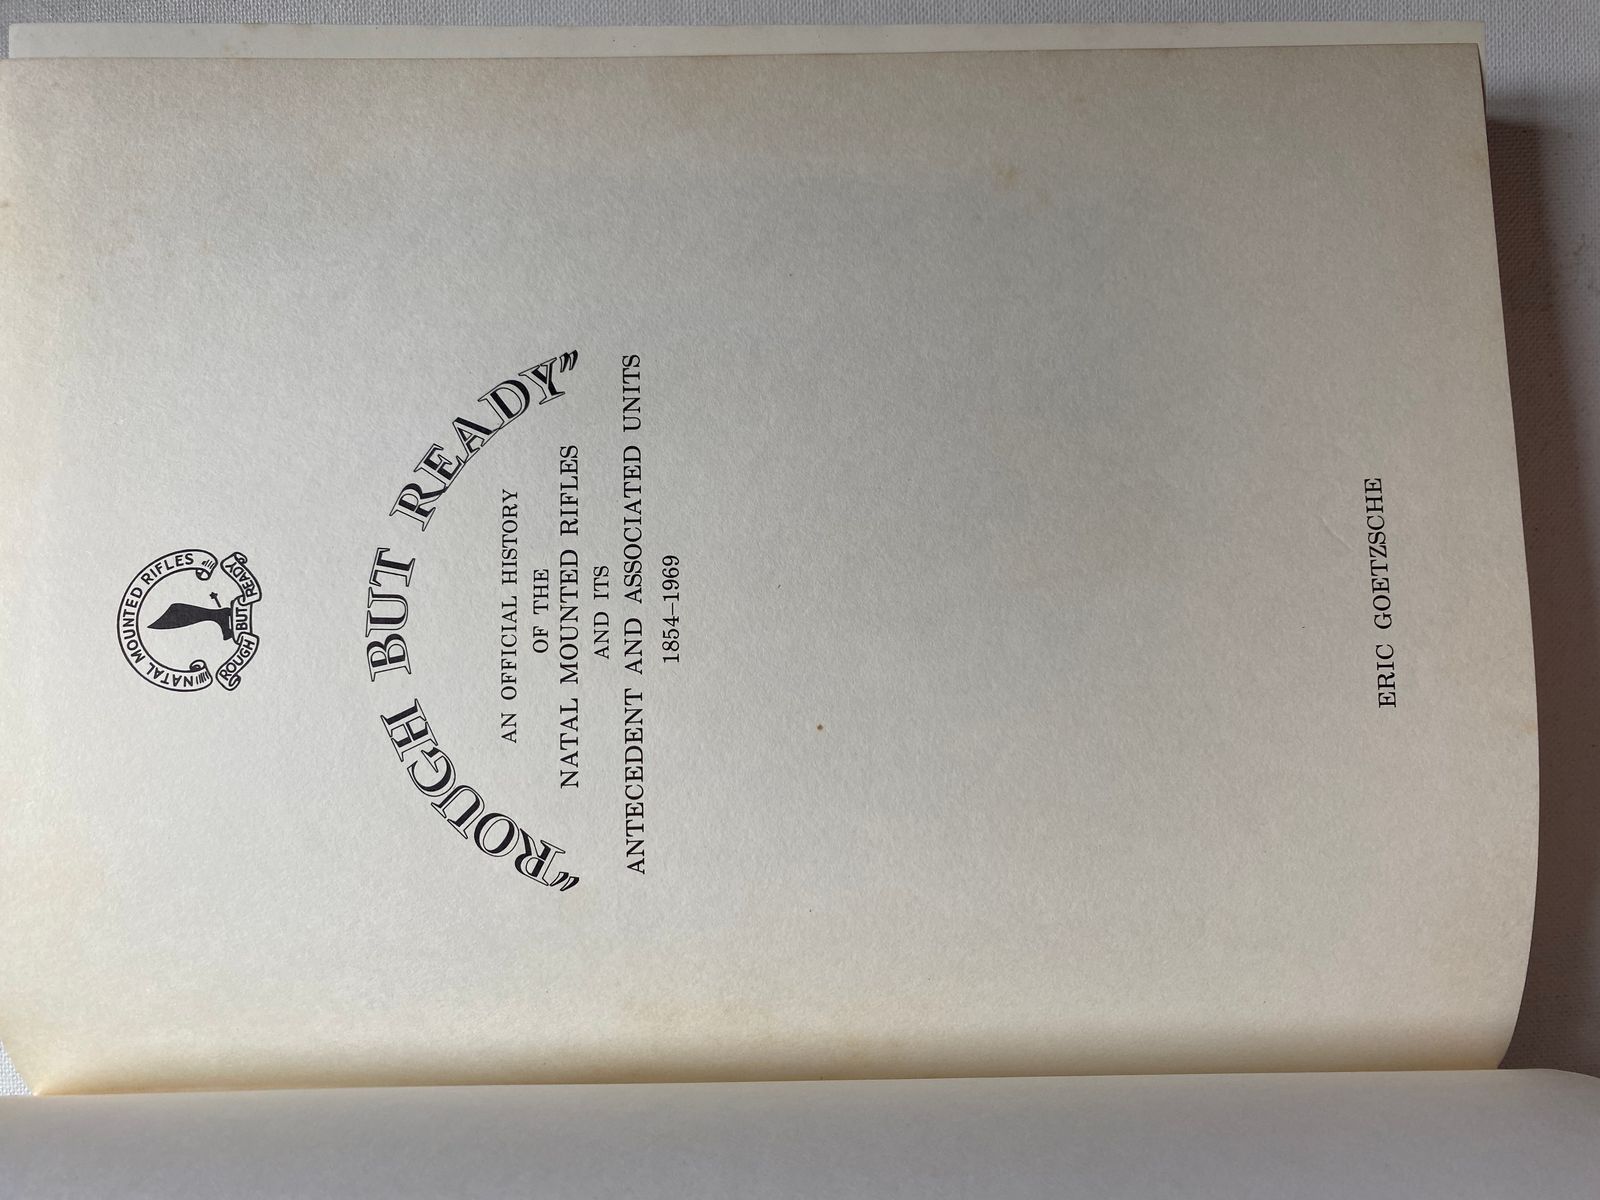 NATAL MOUNTED RIFLES
ROUGH BUT READY
"ROUGH BUT READY"
AN OFFICIAL HISTORY
OF THE
NATAL MOUNTED RIFLES
AND ITS
ANTECEDENT AND ASSOCIATED UNITS
1854–1969
ERIC GOETZSCHE